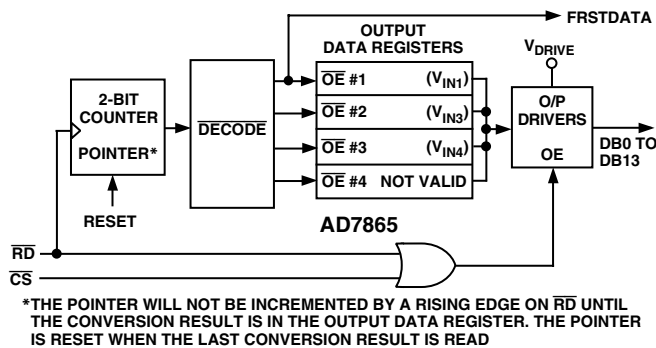 FRSTDATA
OUTPUT
DATA REGISTERS
V_DRIVE
2-BIT
COUNTER
POINTER*
RESET
DECODE
OE #1 (V_IN1)
OE #2 (V_IN3)
OE #3 (V_IN4)
OE #4 NOT VALID
O/P
DRIVERS
OE
DB0 TO
DB13
AD7865
RD
CS
*THE POINTER WILL NOT BE INCREMENTED BY A RISING EDGE ON RD UNTIL
THE CONVERSION RESULT IS IN THE OUTPUT DATA REGISTER. THE POINTER
IS RESET WHEN THE LAST CONVERSION RESULT IS READ